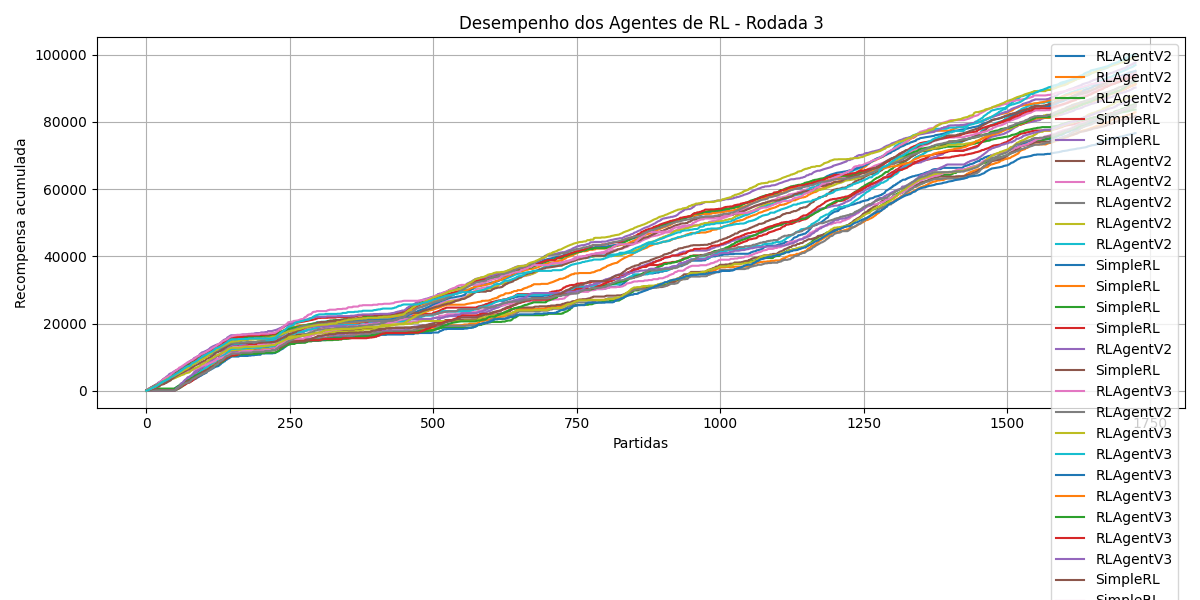 Desempenho dos Agentes de RL - Rodada 3
Recompensa acumulada
100000
80000
60000
40000
20000
0
0
250
500
750
1000
1250
1500
1750
Partidas
RLAgentV2
RLAgentV2
RLAgentV2
SimpleRL
SimpleRL
RLAgentV2
RLAgentV2
RLAgentV2
RLAgentV2
RLAgentV2
SimpleRL
SimpleRL
SimpleRL
SimpleRL
RLAgentV2
SimpleRL
RLAgentV3
RLAgentV2
RLAgentV3
RLAgentV3
RLAgentV3
RLAgentV3
RLAgentV3
RLAgentV3
RLAgentV3
SimpleRL
SimpleRL